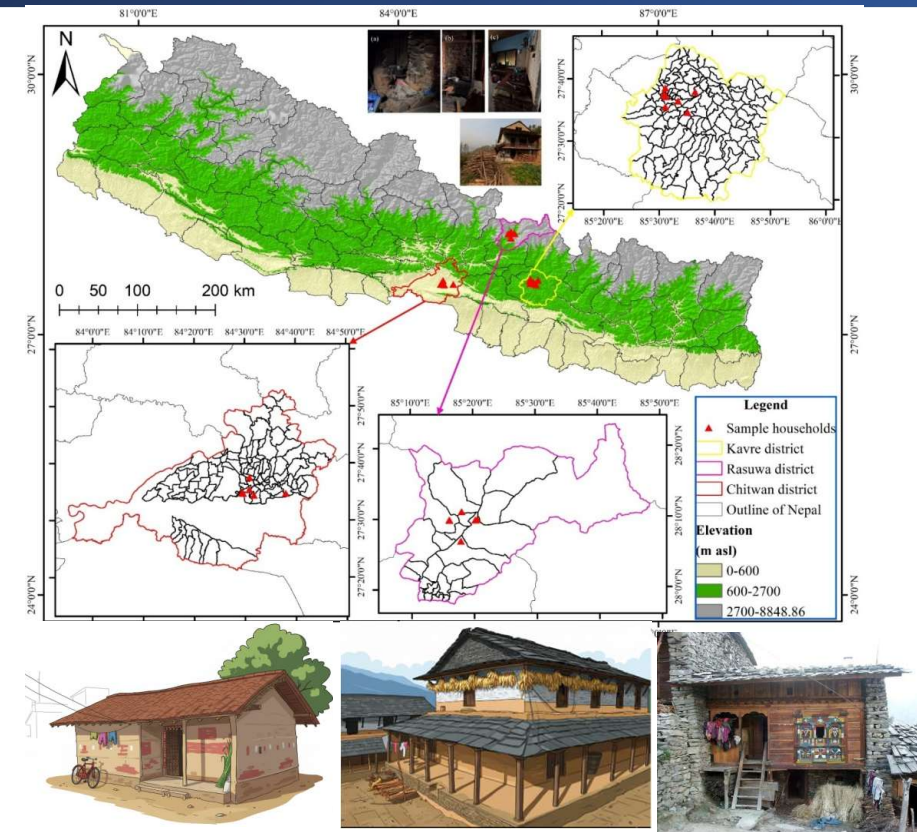 81°0'0"E 84°0'0"E 87°0'0"E
N
(a) (b) (c)
30°0'0"N
30°0'0"N
27°40'0"N
27°30'0"N
27°20'0"N
85°20'0"E 85°30'0"E 85°40'0"E 85°50'0"E 86°0'0"E
0 50 100 200 km
27°0'0"N
27°0'0"N
84°0'0"E 84°10'0"E 84°20'0"E 84°30'0"E 84°40'0"E 84°50'0"E
27°50'0"N
27°40'0"N
27°30'0"N
27°20'0"N
85°10'0"E 85°20'0"E 85°30'0"E 85°40'0"E 85°50'0"E
28°20'0"N
28°10'0"N
28°0'0"N
24°0'0"N
24°0'0"N
Legend
Sample households
Kavre district
Rasuwa district
Chitwan district
Outline of Nepal
Elevation
(m asl)
0-600
600-2700
2700-8848.86